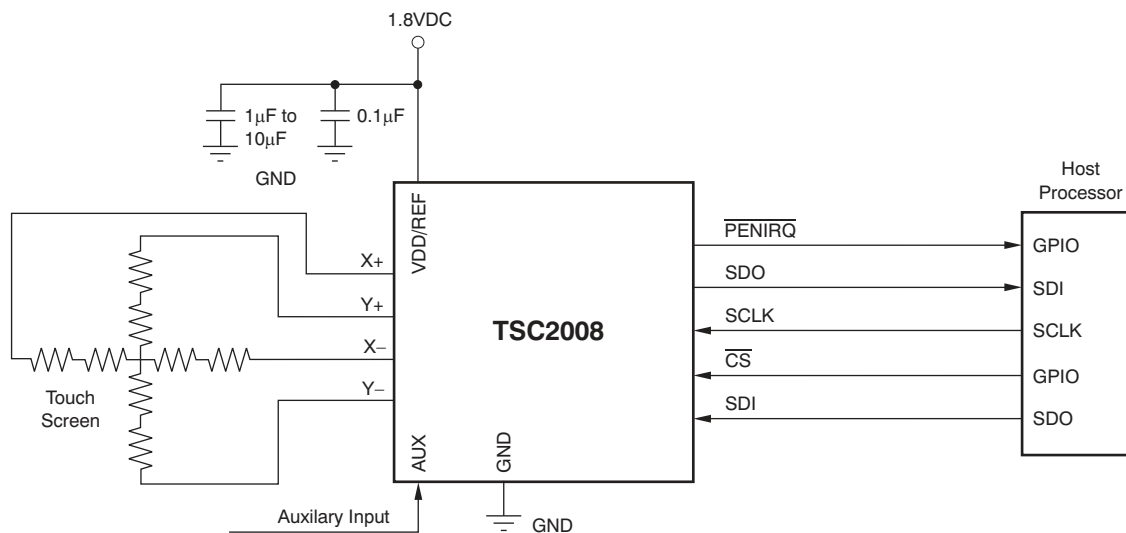 1.8VDC
1μF to
10μF
0.1μF
GND
Host
Processor
VDD/REF
PENIRQ
GPIO
X+
SDO
SDI
Y+
TSC2008
SCLK
SCLK
X−
CS
GPIO
Touch
Screen
Y−
SDI
SDO
AUX
GND
Auxilary Input
GND